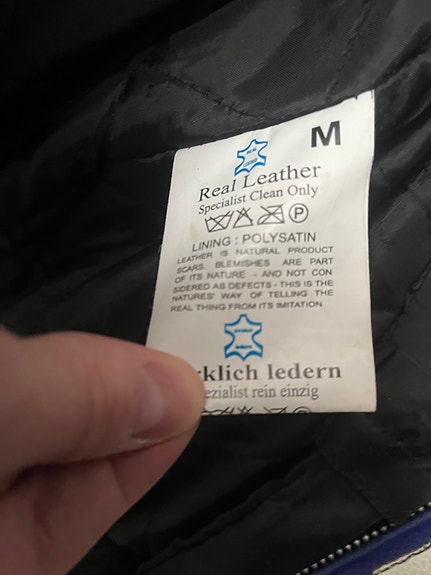 M
Real Leather
Specialist Clean Only
P
LINING : POLYSATIN
LEATHER IS NATURAL PRODUCT
SCARS. BLEMISHES ARE PART
OF ITS NATURE - AND NOT CON
SIDERED AS DEFECTS - THIS IS THE
NATURES' WAY OF TELLING THE
REAL THING FROM ITS IMITATION
rklich ledern
ezialist rein einzig